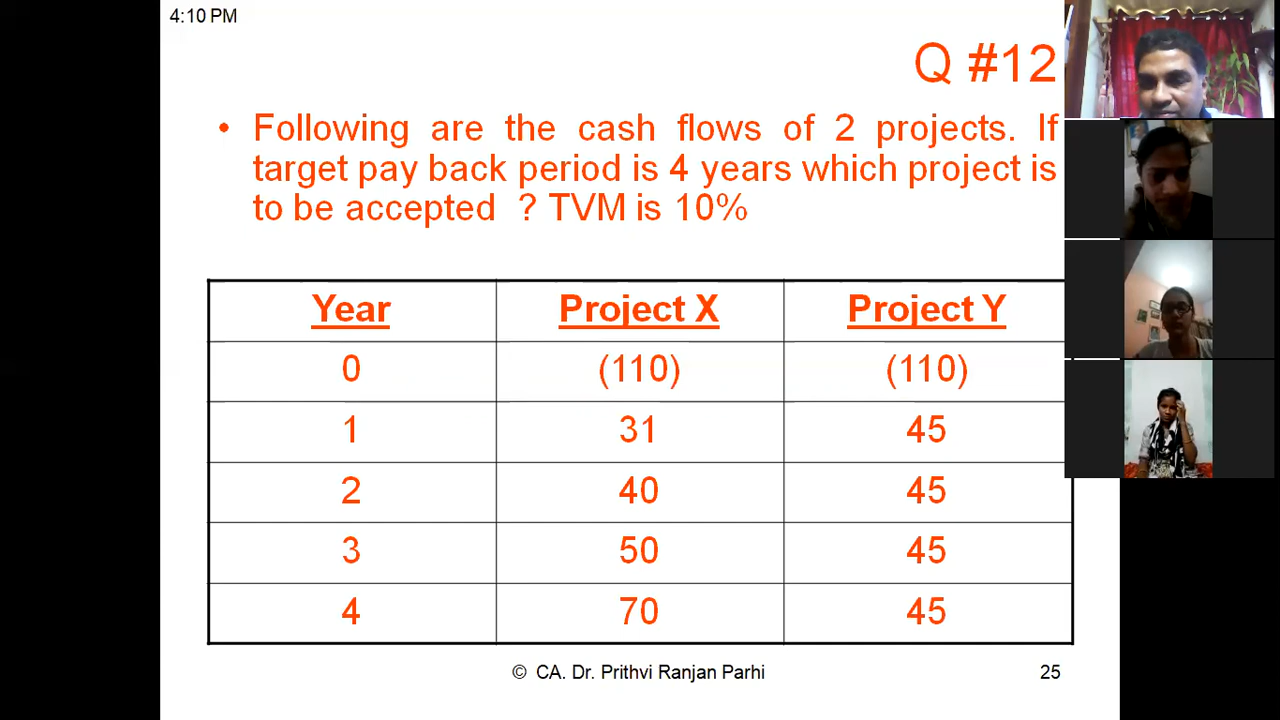 4:10 PM
Q #12
• Following are the cash flows of 2 projects. If
target pay back period is 4 years which project is
to be accepted ? TVM is 10%
Year Project X Project Y
0 (110) (110)
1 31 45
2 40 45
3 50 45
4 70 45
© CA. Dr. Prithvi Ranjan Parhi 25